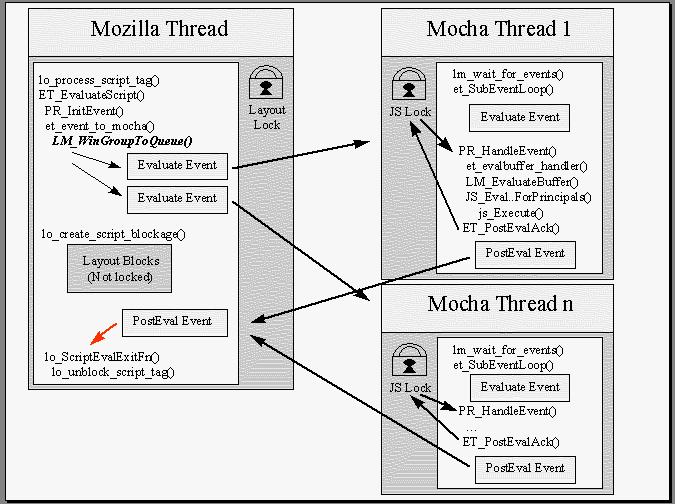 Mozilla Thread
lo_process_script_tag()
ET_EvaluateScript()
PR_InitEvent()
et_event_to_mocha()
LM_WinGroupToQueue()
Evaluate Event
Evaluate Event
lo_create_script_blockage()
Layout Blocks
(Not locked)
PostEval Event
lo_ScriptEvalExitFn()
lo_unblock_script_tag()
Layout
Lock
Mocha Thread 1
JS Lock
lm_wait_for_events()
et_SubEventLoop()
Evaluate Event
PR_HandleEvent()
et_evalbuffer_handler()
LM_EvaluateBuffer()
JS_Eval..ForPrincipals()
js_Execute()
ET_PostEvalAck()
PostEval Event
Mocha Thread n
JS Lock
lm_wait_for_events()
et_SubEventLoop()
Evaluate Event
PR_HandleEvent()
...
ET_PostEvalAck()
PostEval Event